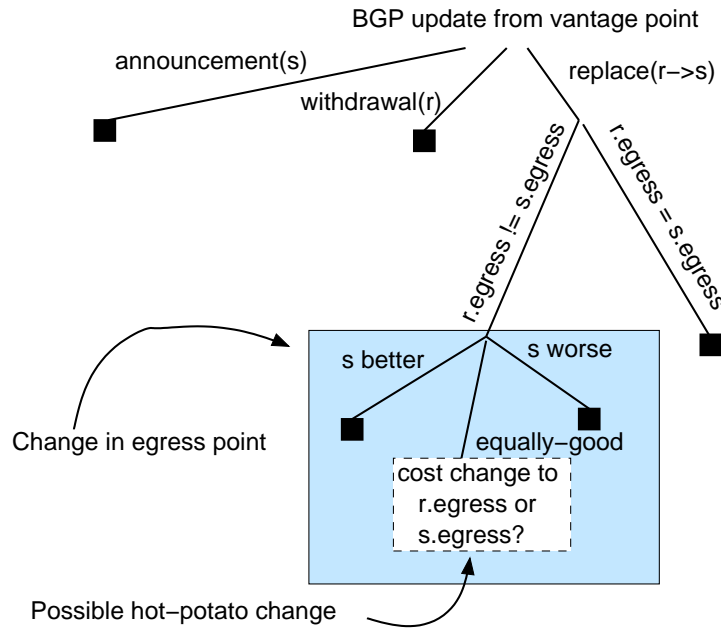 BGP update from vantage point
announcement(s)
withdrawal(r)
replace(r−>s)
r.egress != s.egress
r.egress = s.egress
s better
s worse
Change in egress point
equally−good
cost change to
r.egress or
s.egress?
Possible hot−potato change